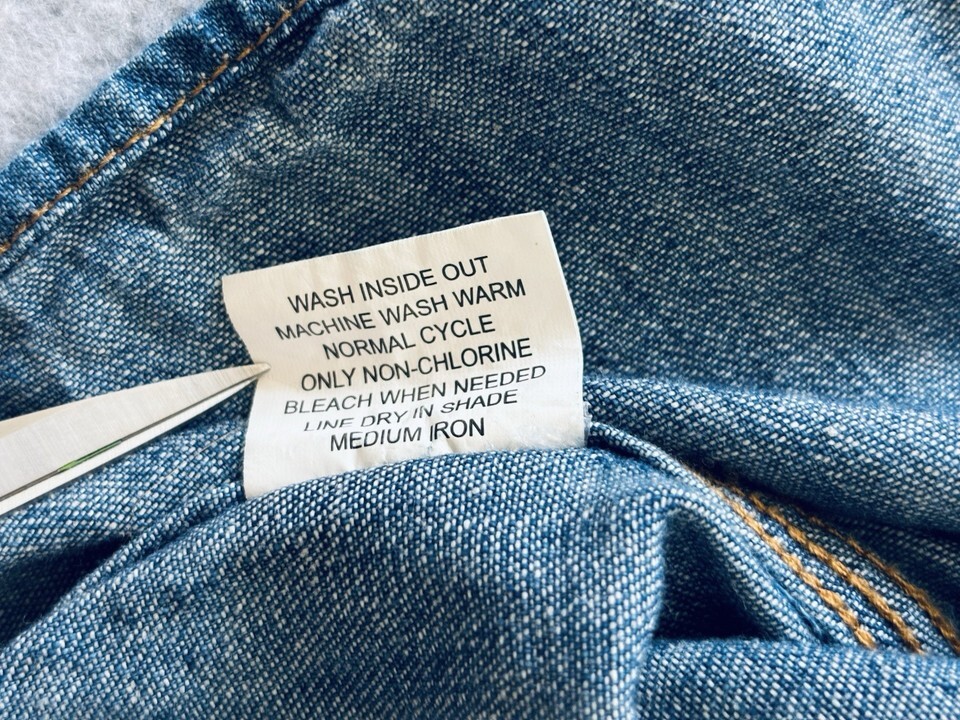 WASH INSIDE OUT
MACHINE WASH WARM
NORMAL CYCLE
ONLY NON-CHLORINE
BLEACH WHEN NEEDED
LINE DRY IN SHADE
MEDIUM IRON